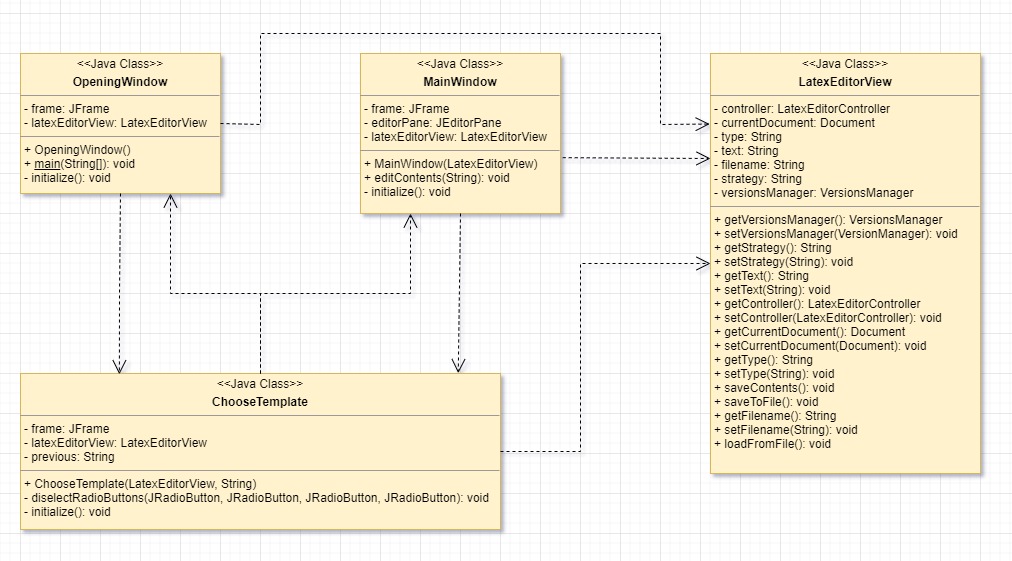 <<Java Class>>
OpeningWindow
- frame: JFrame
- latexEditorView: LatexEditorView
+ OpeningWindow()
+ main(String[]): void
- initialize(): void
<<Java Class>>
MainWindow
- frame: JFrame
- editorPane: JEditorPane
- latexEditorView: LatexEditorView
+ MainWindow(LatexEditorView)
+ editContents(String): void
- initialize(): void
<<Java Class>>
LatexEditorView
- controller: LatexEditorController
- currentDocument: Document
- type: String
- text: String
- filename: String
- strategy: String
- versionsManager: VersionsManager
+ getVersionsManager(): VersionsManager
+ setVersionsManager(VersionManager): void
+ getStrategy(): String
+ setStrategy(String): void
+ getText(): String
+ setText(String): void
+ getController(): LatexEditorController
+ setController(LatexEditorController): void
+ getCurrentDocument(): Document
+ setCurrentDocument(Document): void
+ getType(): String
+ setType(String): void
+ saveContents(): void
+ saveToFile(): void
+ getFilename(): String
+ setFilename(String): void
+ loadFromFile(): void
<<Java Class>>
ChooseTemplate
- frame: JFrame
- latexEditorView: LatexEditorView
- previous: String
+ ChooseTemplate(LatexEditorView, String)
- diselectRadioButtons(JRadioButton, JRadioButton, JRadioButton, JRadioButton): void
- initialize(): void